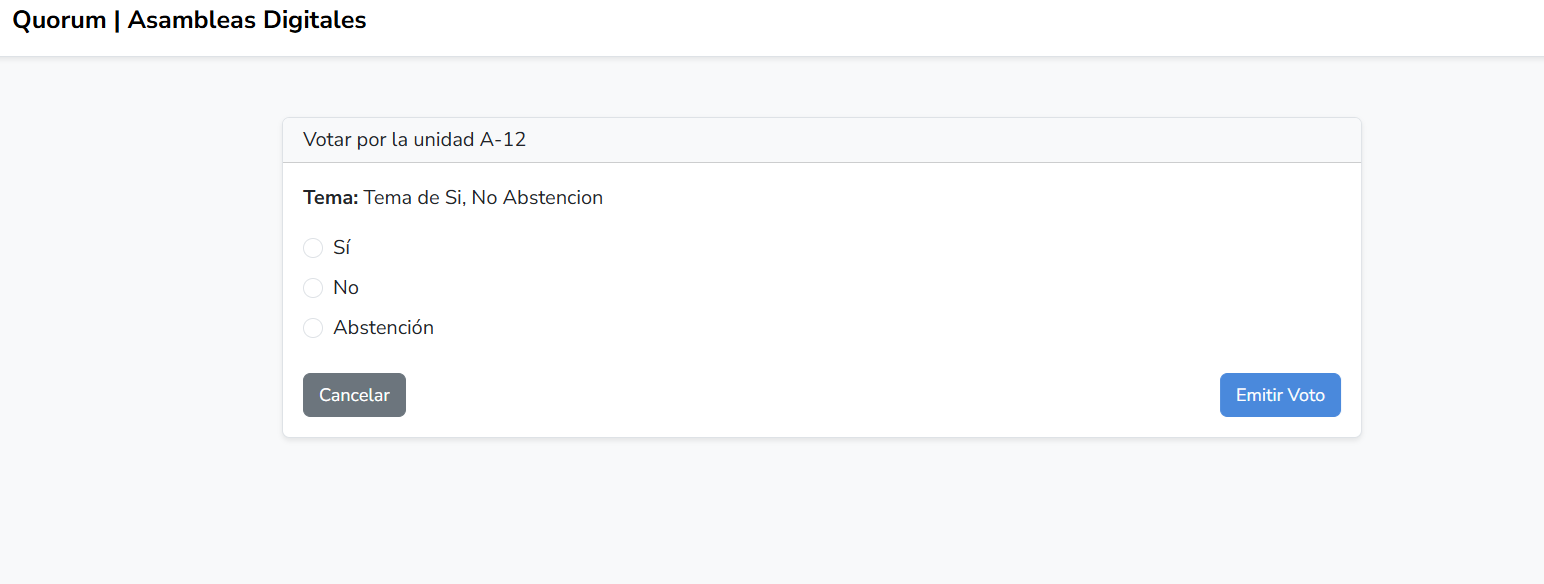 Quorum | Asambleas Digitales
Votar por la unidad A-12
Tema: Tema de Si, No Abstencion
Sí
No
Abstención
Cancelar
Emitir Voto